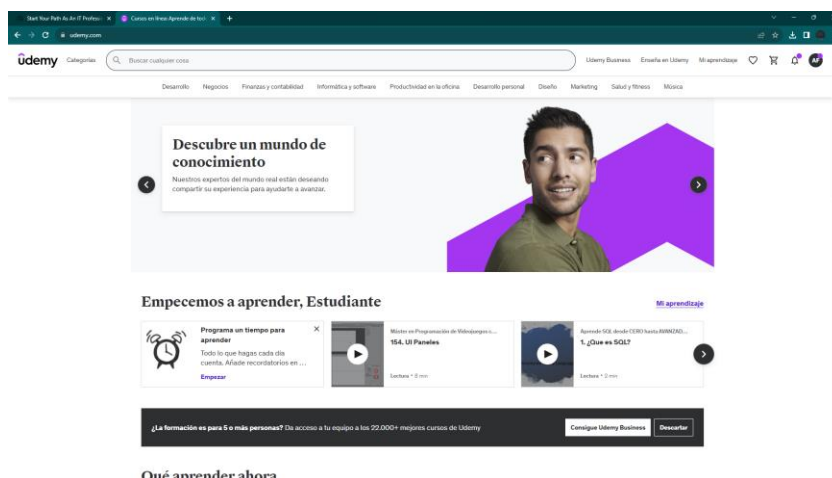 Start Your Path As An IT Profess
Cursos en línea: Aprende de tod
udemy.com
ûdemy
Categorías
Buscar cualquier cosa
Udemy Business
Enseña en Udemy
Mi aprendizaje
AF
Desarrollo
Negocios
Finanzas y contabilidad
Informática y software
Productividad en la oficina
Desarrollo personal
Diseño
Marketing
Salud y fitness
Música
Descubre un mundo de
conocimiento
Nuestros expertos del mundo real están deseando
compartir su experiencia para ayudarte a avanzar.
Empecemos a aprender, Estudiante
Mi aprendizaje
Programa un tiempo para
aprender
Todo lo que hagas cada día
cuenta. Añade recordatorios en ...
Empezar
Máster en Programación de Videojuegos c...
154. UI Paneles
Lectura • 8 min
Aprende SQL desde CERO hasta AVANZAD...
1. ¿Que es SQL?
Lectura • 2 min
¿La formación es para 5 o más personas? Da acceso a tu equipo a los 22.000+ mejores cursos de Udemy
Consigue Udemy Business
Descartar
Qué aprender ahora